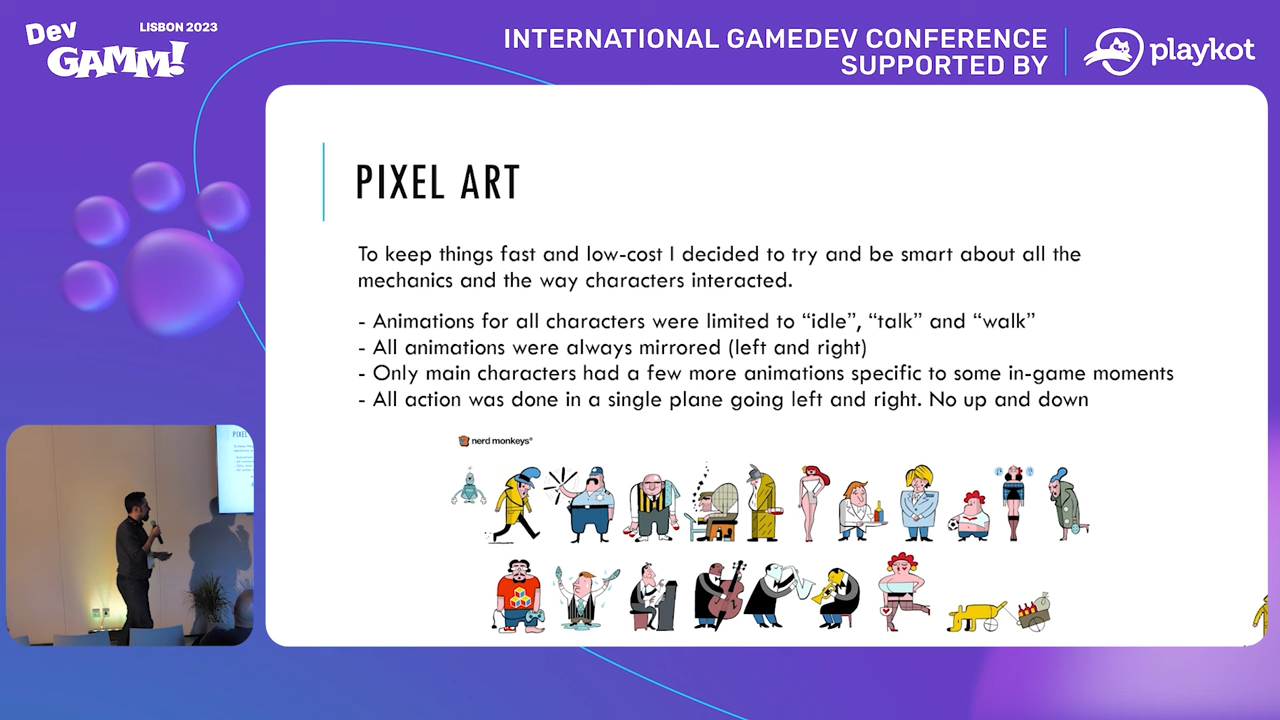 Dev
GAMM!
LISBON 2023
INTERNATIONAL GAMEDEV CONFERENCE
SUPPORTED BY
playkot
PIXEL ART
To keep things fast and low-cost I decided to try and be smart about all the
mechanics and the way characters interacted.
- Animations for all characters were limited to “idle”, “talk” and “walk”
- All animations were always mirrored (left and right)
- Only main characters had a few more animations specific to some in-game moments
- All action was done in a single plane going left and right. No up and down
nerd monkeys®
PIXEL